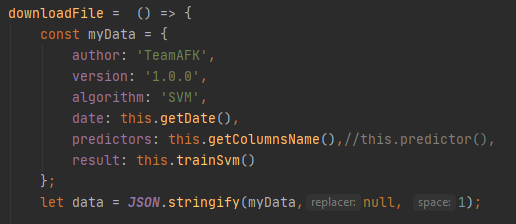 downloadFile = () => {
const myData = {
author: 'TeamAFK',
version: '1.0.0',
algorithm: 'SVM',
date: this.getDate(),
predictors: this.getColumnsName(),//this.predictor(),
result: this.trainSvm()
};
let data = JSON.stringify(myData, replacer: null, space: 1);